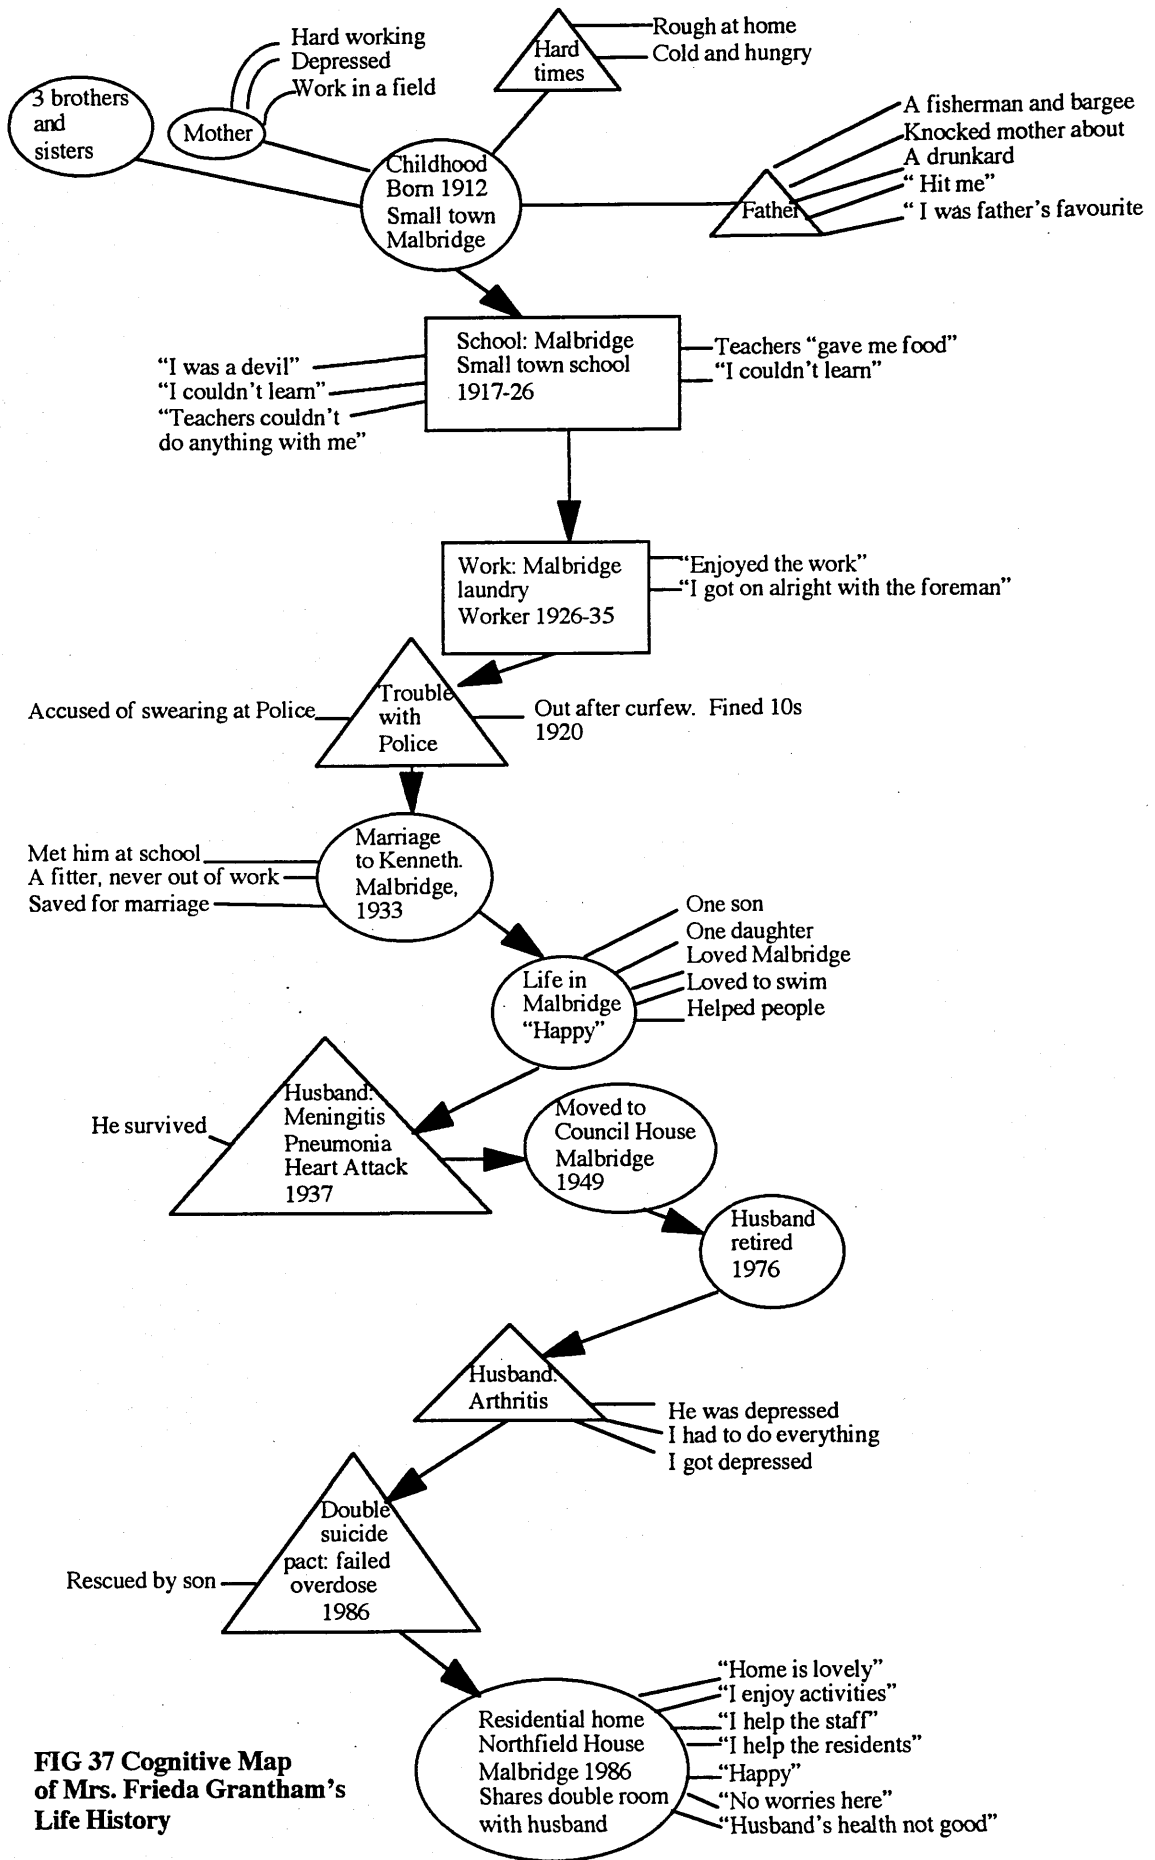 Hard working
Depressed
Work in a field
3 brothers
and
sisters
Mother
Hard
times
Rough at home
Cold and hungry
Childhood
Born 1912
Small town
Malbridge
Father
A fisherman and bargee
Knocked mother about
A drunkard
“ Hit me”
“ I was father’s favourite
School: Malbridge
Small town school
1917-26
“I was a devil”
“I couldn’t learn”
“Teachers couldn’t
do anything with me”
Teachers “gave me food”
“I couldn’t learn”
Work: Malbridge
laundry
Worker 1926-35
“Enjoyed the work”
“I got on alright with the foreman”
Trouble
with
Police
Accused of swearing at Police
Out after curfew. Fined 10s
1920
Marriage
to Kenneth.
Malbridge,
1933
Met him at school
A fitter, never out of work
Saved for marriage
Life in
Malbridge
“Happy”
One son
One daughter
Loved Malbridge
Loved to swim
Helped people
Husband:
Meningitis
Pneumonia
Heart Attack
1937
He survived
Moved to
Council House
Malbridge
1949
Husband
retired
1976
Husband:
Arthritis
He was depressed
I had to do everything
I got depressed
Double
suicide
pact: failed
overdose
1986
Rescued by son
Residential home
Northfield House
Malbridge 1986
Shares double room
with husband
“Home is lovely”
“I enjoy activities”
“I help the staff”
“I help the residents”
“Happy”
“No worries here”
“Husband’s health not good”
FIG 37 Cognitive Map
of Mrs. Frieda Grantham’s
Life History